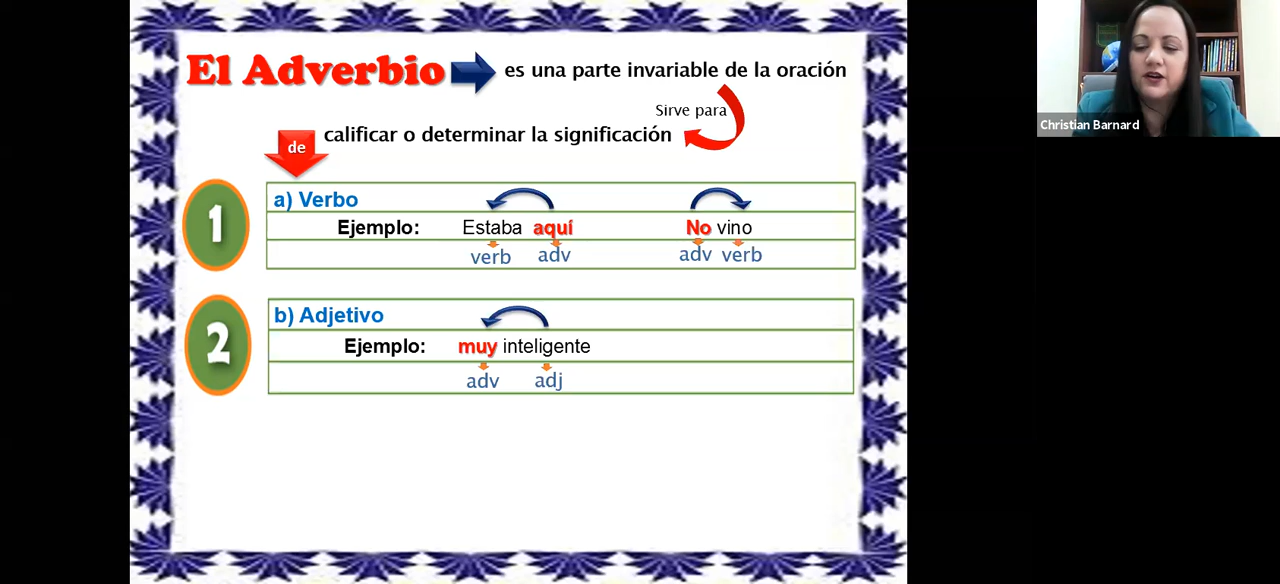 El Adverbio es una parte invariable de la oración
Sirve para
calificar o determinar la significación
de
1
a) Verbo
Ejemplo: Estaba aquí No vino
verb adv adv verb
2
b) Adjetivo
Ejemplo: muy inteligente
adv adj
Christian Barnard